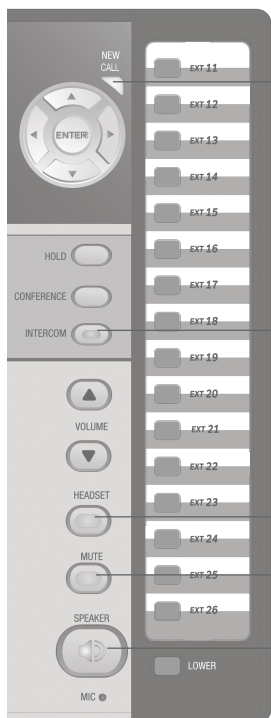 NEW
CALL
ENTER
HOLD
CONFERENCE
INTERCOM
VOLUME
HEADSET
MUTE
SPEAKER
MIC
EXT 11
EXT 12
EXT 13
EXT 14
EXT 15
EXT 16
EXT 17
EXT 18
EXT 19
EXT 20
EXT 21
EXT 22
EXT 23
EXT 24
EXT 25
EXT 26
LOWER